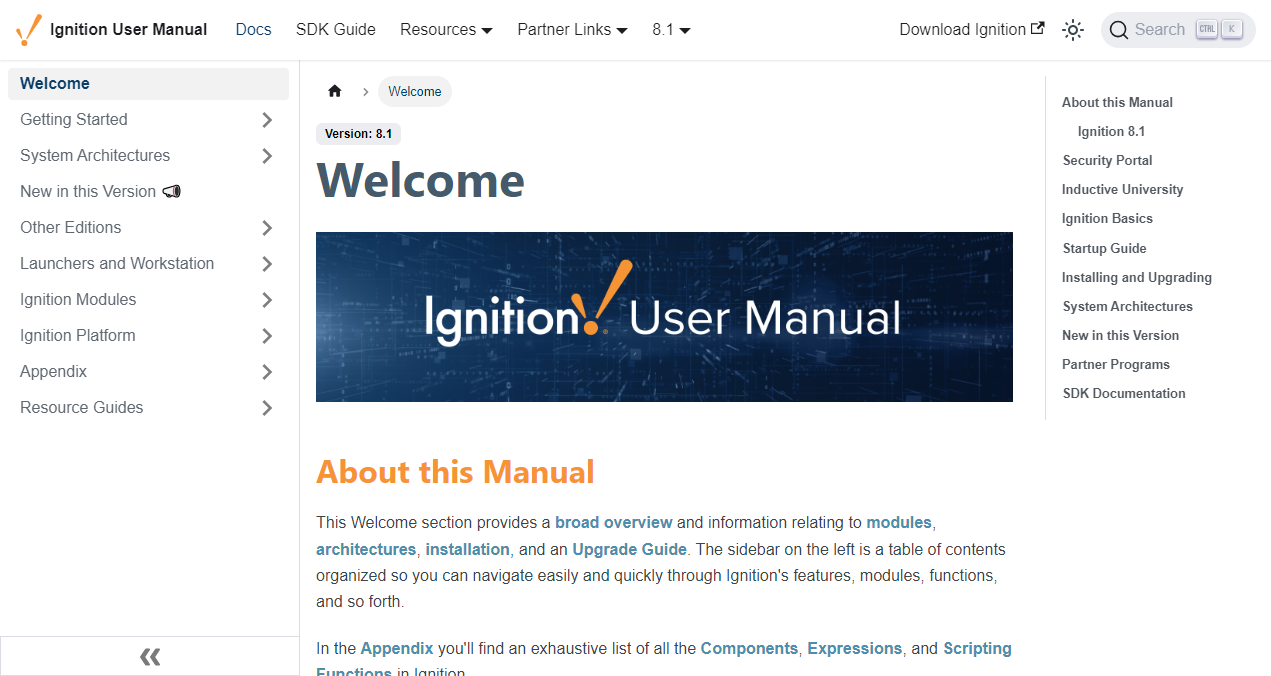 Ignition User Manual
Docs
SDK Guide
Resources
Partner Links
8.1
Download Ignition
Search
CTRL
K
Welcome
Getting Started
System Architectures
New in this Version
Other Editions
Launchers and Workstation
Ignition Modules
Ignition Platform
Appendix
Resource Guides
Welcome
Version: 8.1
Welcome
Ignition! User Manual
About this Manual
This Welcome section provides a broad overview and information relating to modules,
architectures, installation, and an Upgrade Guide. The sidebar on the left is a table of contents
organized so you can navigate easily and quickly through Ignition's features, modules, functions,
and so forth.
In the Appendix you'll find an exhaustive list of all the Components, Expressions, and Scripting
Functions in Ignition.
About this Manual
Ignition 8.1
Security Portal
Inductive University
Ignition Basics
Startup Guide
Installing and Upgrading
System Architectures
New in this Version
Partner Programs
SDK Documentation